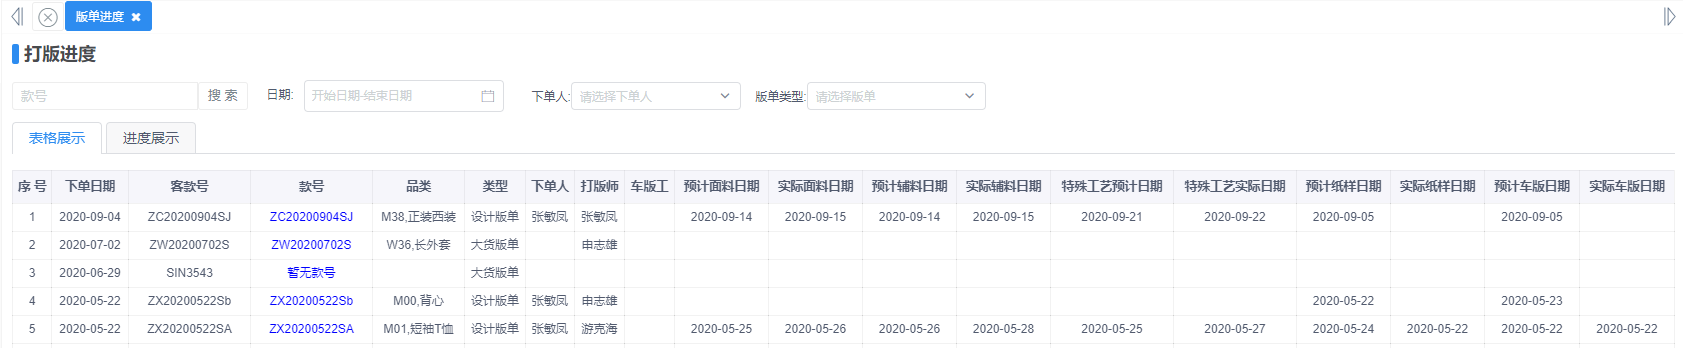 版单进度
打版进度
款号 搜 索 日期: 开始日期-结束日期 下单人: 请选择下单人 版单类型: 请选择版单
表格展示 进度展示
序 号 下单日期 客款号 款号 品类 类型 下单人 打版师 车版工 预计面料日期 实际面料日期 预计辅料日期 实际辅料日期 特殊工艺预计日期 特殊工艺实际日期 预计纸样日期 实际纸样日期 预计车版日期 实际车版日期
1 2020-09-04 ZC20200904SJ ZC20200904SJ M38,正装西装 设计版单 张敏凤 张敏凤 2020-09-14 2020-09-15 2020-09-14 2020-09-15 2020-09-21 2020-09-22 2020-09-05 2020-09-05
2 2020-07-02 ZW20200702S ZW20200702S W36,长外套 大货版单 申志雄
3 2020-06-29 SIN3543 暂无款号 大货版单
4 2020-05-22 ZX20200522Sb ZX20200522Sb M00,背心 设计版单 张敏凤 申志雄 2020-05-22 2020-05-23
5 2020-05-22 ZX20200522SA ZX20200522SA M01,短袖T恤 设计版单 张敏凤 游克海 2020-05-25 2020-05-26 2020-05-26 2020-05-28 2020-05-25 2020-05-27 2020-05-24 2020-05-22 2020-05-22 2020-05-22